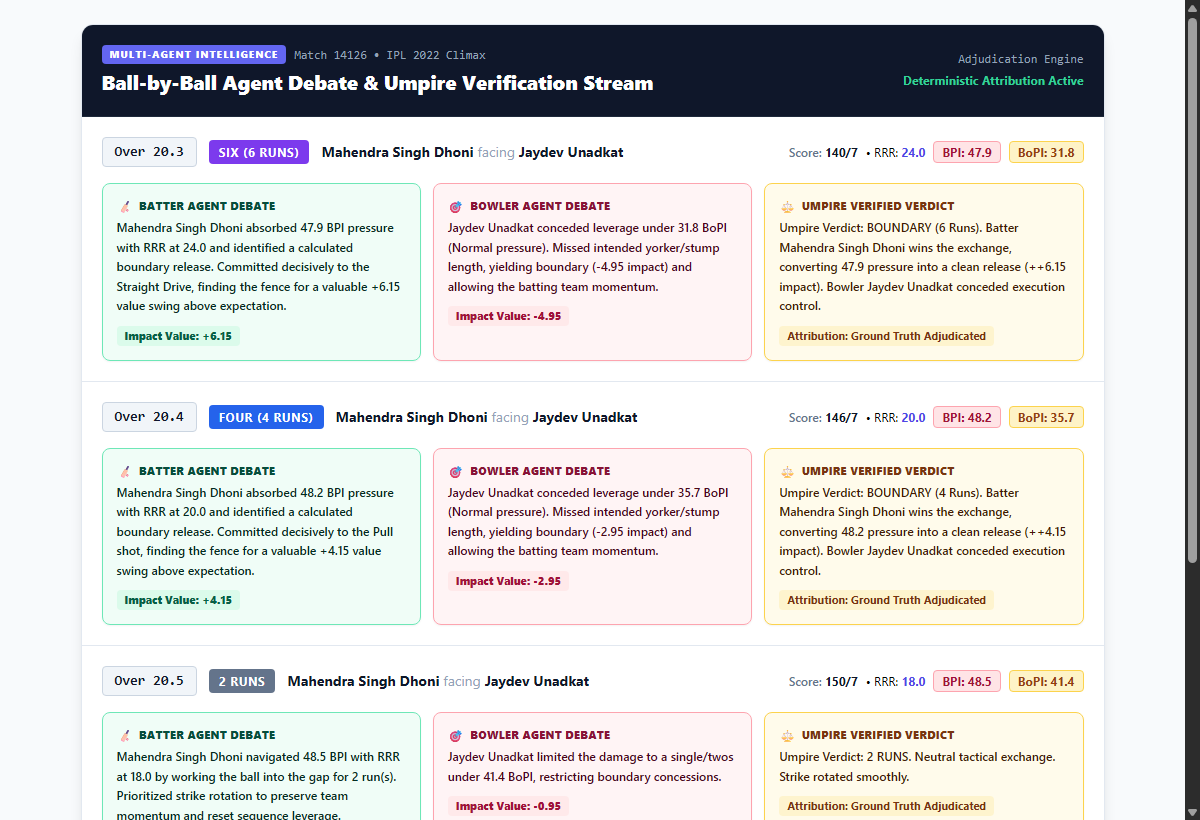 MULTI-AGENT INTELLIGENCE Match 14126 • IPL 2022 Climax
Ball-by-Ball Agent Debate & Umpire Verification Stream
Adjudication Engine
Deterministic Attribution Active
Over 20.3 SIX (6 RUNS) Mahendra Singh Dhoni facing Jaydev Unadkat Score: 140/7 • RRR: 24.0 BPI: 47.9 BoPI: 31.8
BATTER AGENT DEBATE
Mahendra Singh Dhoni absorbed 47.9 BPI pressure
with RRR at 24.0 and identified a calculated
boundary release. Committed decisively to the
Straight Drive, finding the fence for a valuable +6.15
value swing above expectation.
Impact Value: +6.15
BOWLER AGENT DEBATE
Jaydev Unadkat conceded leverage under 31.8 BoPI
(Normal pressure). Missed intended yorker/stump
length, yielding boundary (-4.95 impact) and
allowing the batting team momentum.
Impact Value: -4.95
UMPIRE VERIFIED VERDICT
Umpire Verdict: BOUNDARY (6 Runs). Batter
Mahendra Singh Dhoni wins the exchange,
converting 47.9 pressure into a clean release (++6.15
impact). Bowler Jaydev Unadkat conceded execution
control.
Attribution: Ground Truth Adjudicated
Over 20.4 FOUR (4 RUNS) Mahendra Singh Dhoni facing Jaydev Unadkat Score: 146/7 • RRR: 20.0 BPI: 48.2 BoPI: 35.7
BATTER AGENT DEBATE
Mahendra Singh Dhoni absorbed 48.2 BPI pressure
with RRR at 20.0 and identified a calculated
boundary release. Committed decisively to the Pull
shot, finding the fence for a valuable +4.15 value
swing above expectation.
Impact Value: +4.15
BOWLER AGENT DEBATE
Jaydev Unadkat conceded leverage under 35.7 BoPI
(Normal pressure). Missed intended yorker/stump
length, yielding boundary (-2.95 impact) and
allowing the batting team momentum.
Impact Value: -2.95
UMPIRE VERIFIED VERDICT
Umpire Verdict: BOUNDARY (4 Runs). Batter
Mahendra Singh Dhoni wins the exchange,
converting 48.2 pressure into a clean release (++4.15
impact). Bowler Jaydev Unadkat conceded execution
control.
Attribution: Ground Truth Adjudicated
Over 20.5 2 RUNS Mahendra Singh Dhoni facing Jaydev Unadkat Score: 150/7 • RRR: 18.0 BPI: 48.5 BoPI: 41.4
BATTER AGENT DEBATE
Mahendra Singh Dhoni navigated 48.5 BPI with RRR
at 18.0 by working the ball into the gap for 2 run(s).
Prioritized strike rotation to preserve team
momentum and reset sequence leverage.
BOWLER AGENT DEBATE
Jaydev Unadkat limited the damage to a single/twos
under 41.4 BoPI, restricting boundary concessions.
Impact Value: -0.95
UMPIRE VERIFIED VERDICT
Umpire Verdict: 2 RUNS. Neutral tactical exchange.
Strike rotated smoothly.
Attribution: Ground Truth Adjudicated